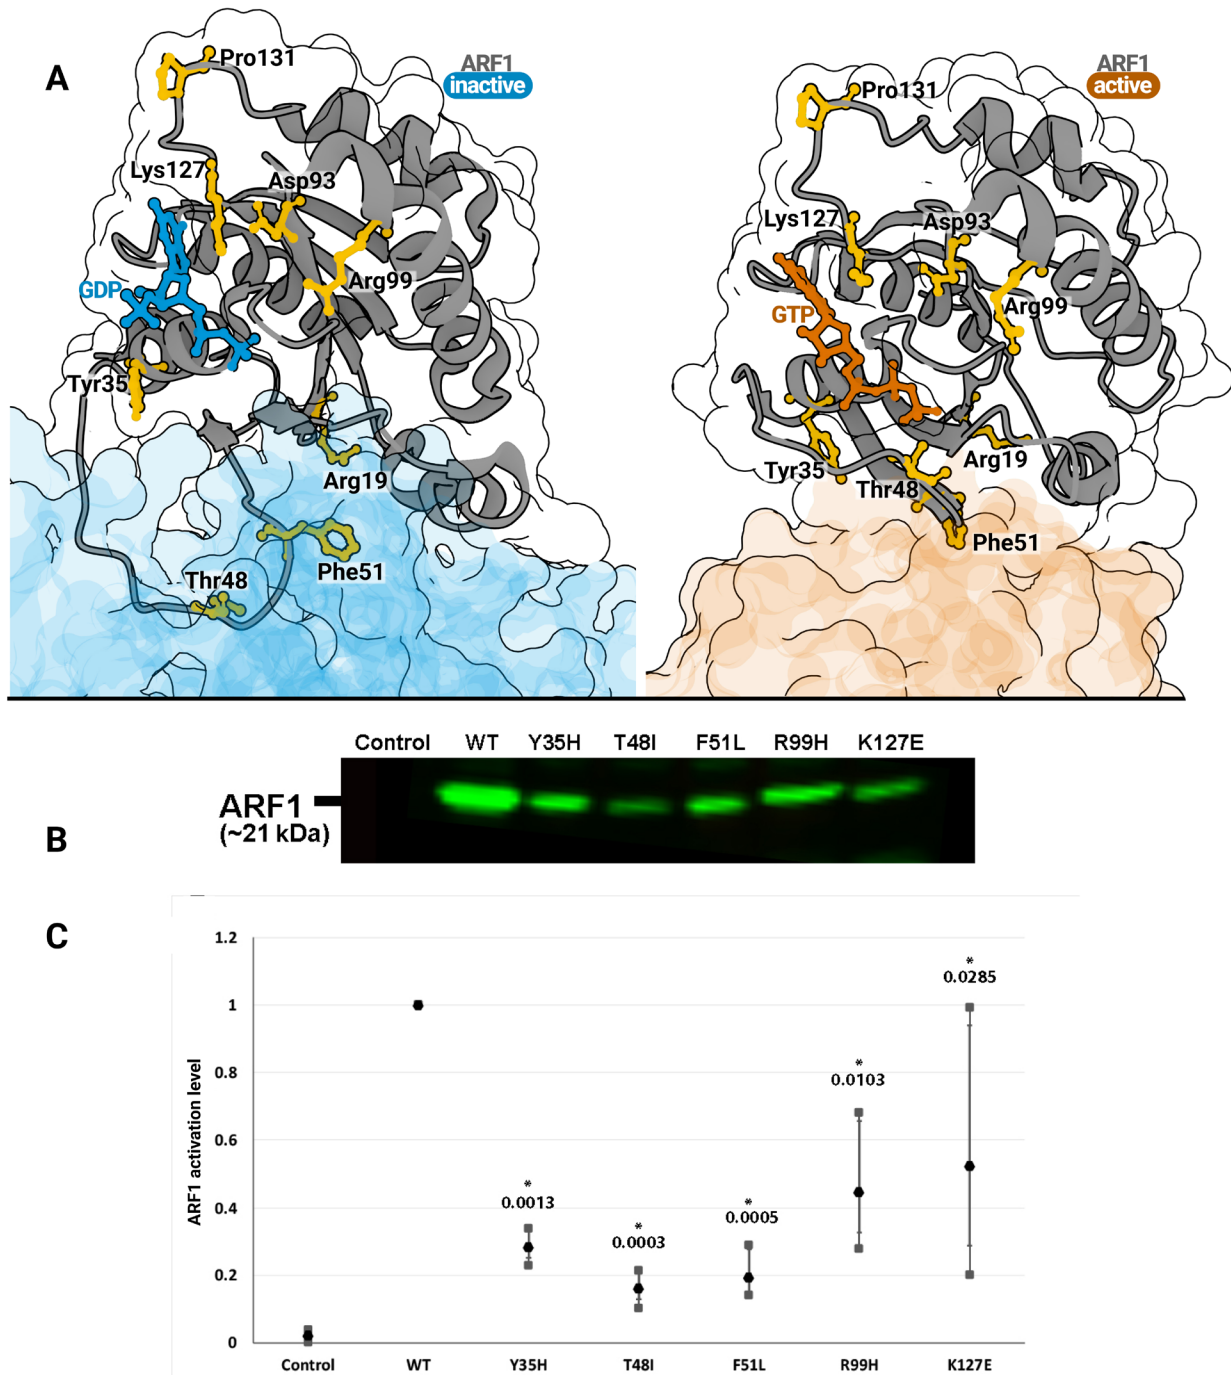 A
Pro131
ARF1
inactive
Lys127
Asp93
GDP
Arg99
Tyr35
Arg19
Thr48
Phe51
ARF1
active
Pro131
Lys127
Asp93
GTP
Arg99
Tyr35
Thr48
Arg19
Phe51
B
Control WT Y35H T48I F51L R99H K127E
ARF1
(~21 kDa)
C
ARF1 activation level
1.2
1
0.8
0.6
0.4
0.2
0
*
0.0013
*
0.0003
*
0.0005
*
0.0103
*
0.0285
Control WT Y35H T48I F51L R99H K127E